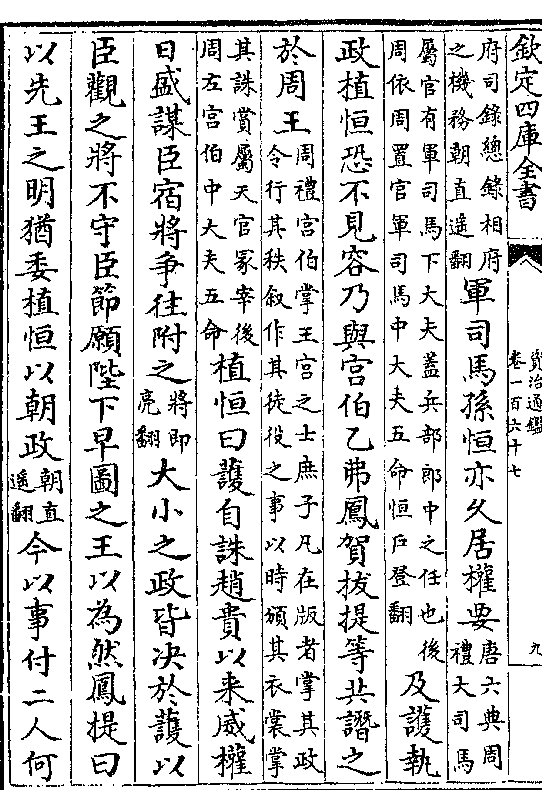 欽定四庫全書
資治通鑑
卷一百六十七
九
府司錄總錄相府
之機務朝直遥翻
軍司馬孫恒亦久居權要
唐六典周
禮大司馬
屬官有軍司馬下大夫蓋兵部郎中之任也後
周依周置官軍司馬中大夫五命恒戶登翻
及護執
政植恒恐不見容乃與宫伯乙弗鳳賀拔提等共譖之
於周王
周禮宫伯掌王宫之士庶子凡在版者掌其政
令行其秩叙作其徒役之事以時頒其衣裳掌
其誅賞屬天官冢宰後
周左宫伯中大夫五命
植恒曰護自誅趙貴以来威權
日盛謀臣宿將爭往附之
將即
亮翻
大小之政皆决於護以
臣觀之將不守臣節願陛下早圖之王以為然鳳提曰
以先王之明猶委植恒以朝政
朝直
遥翻
今以事付二人何